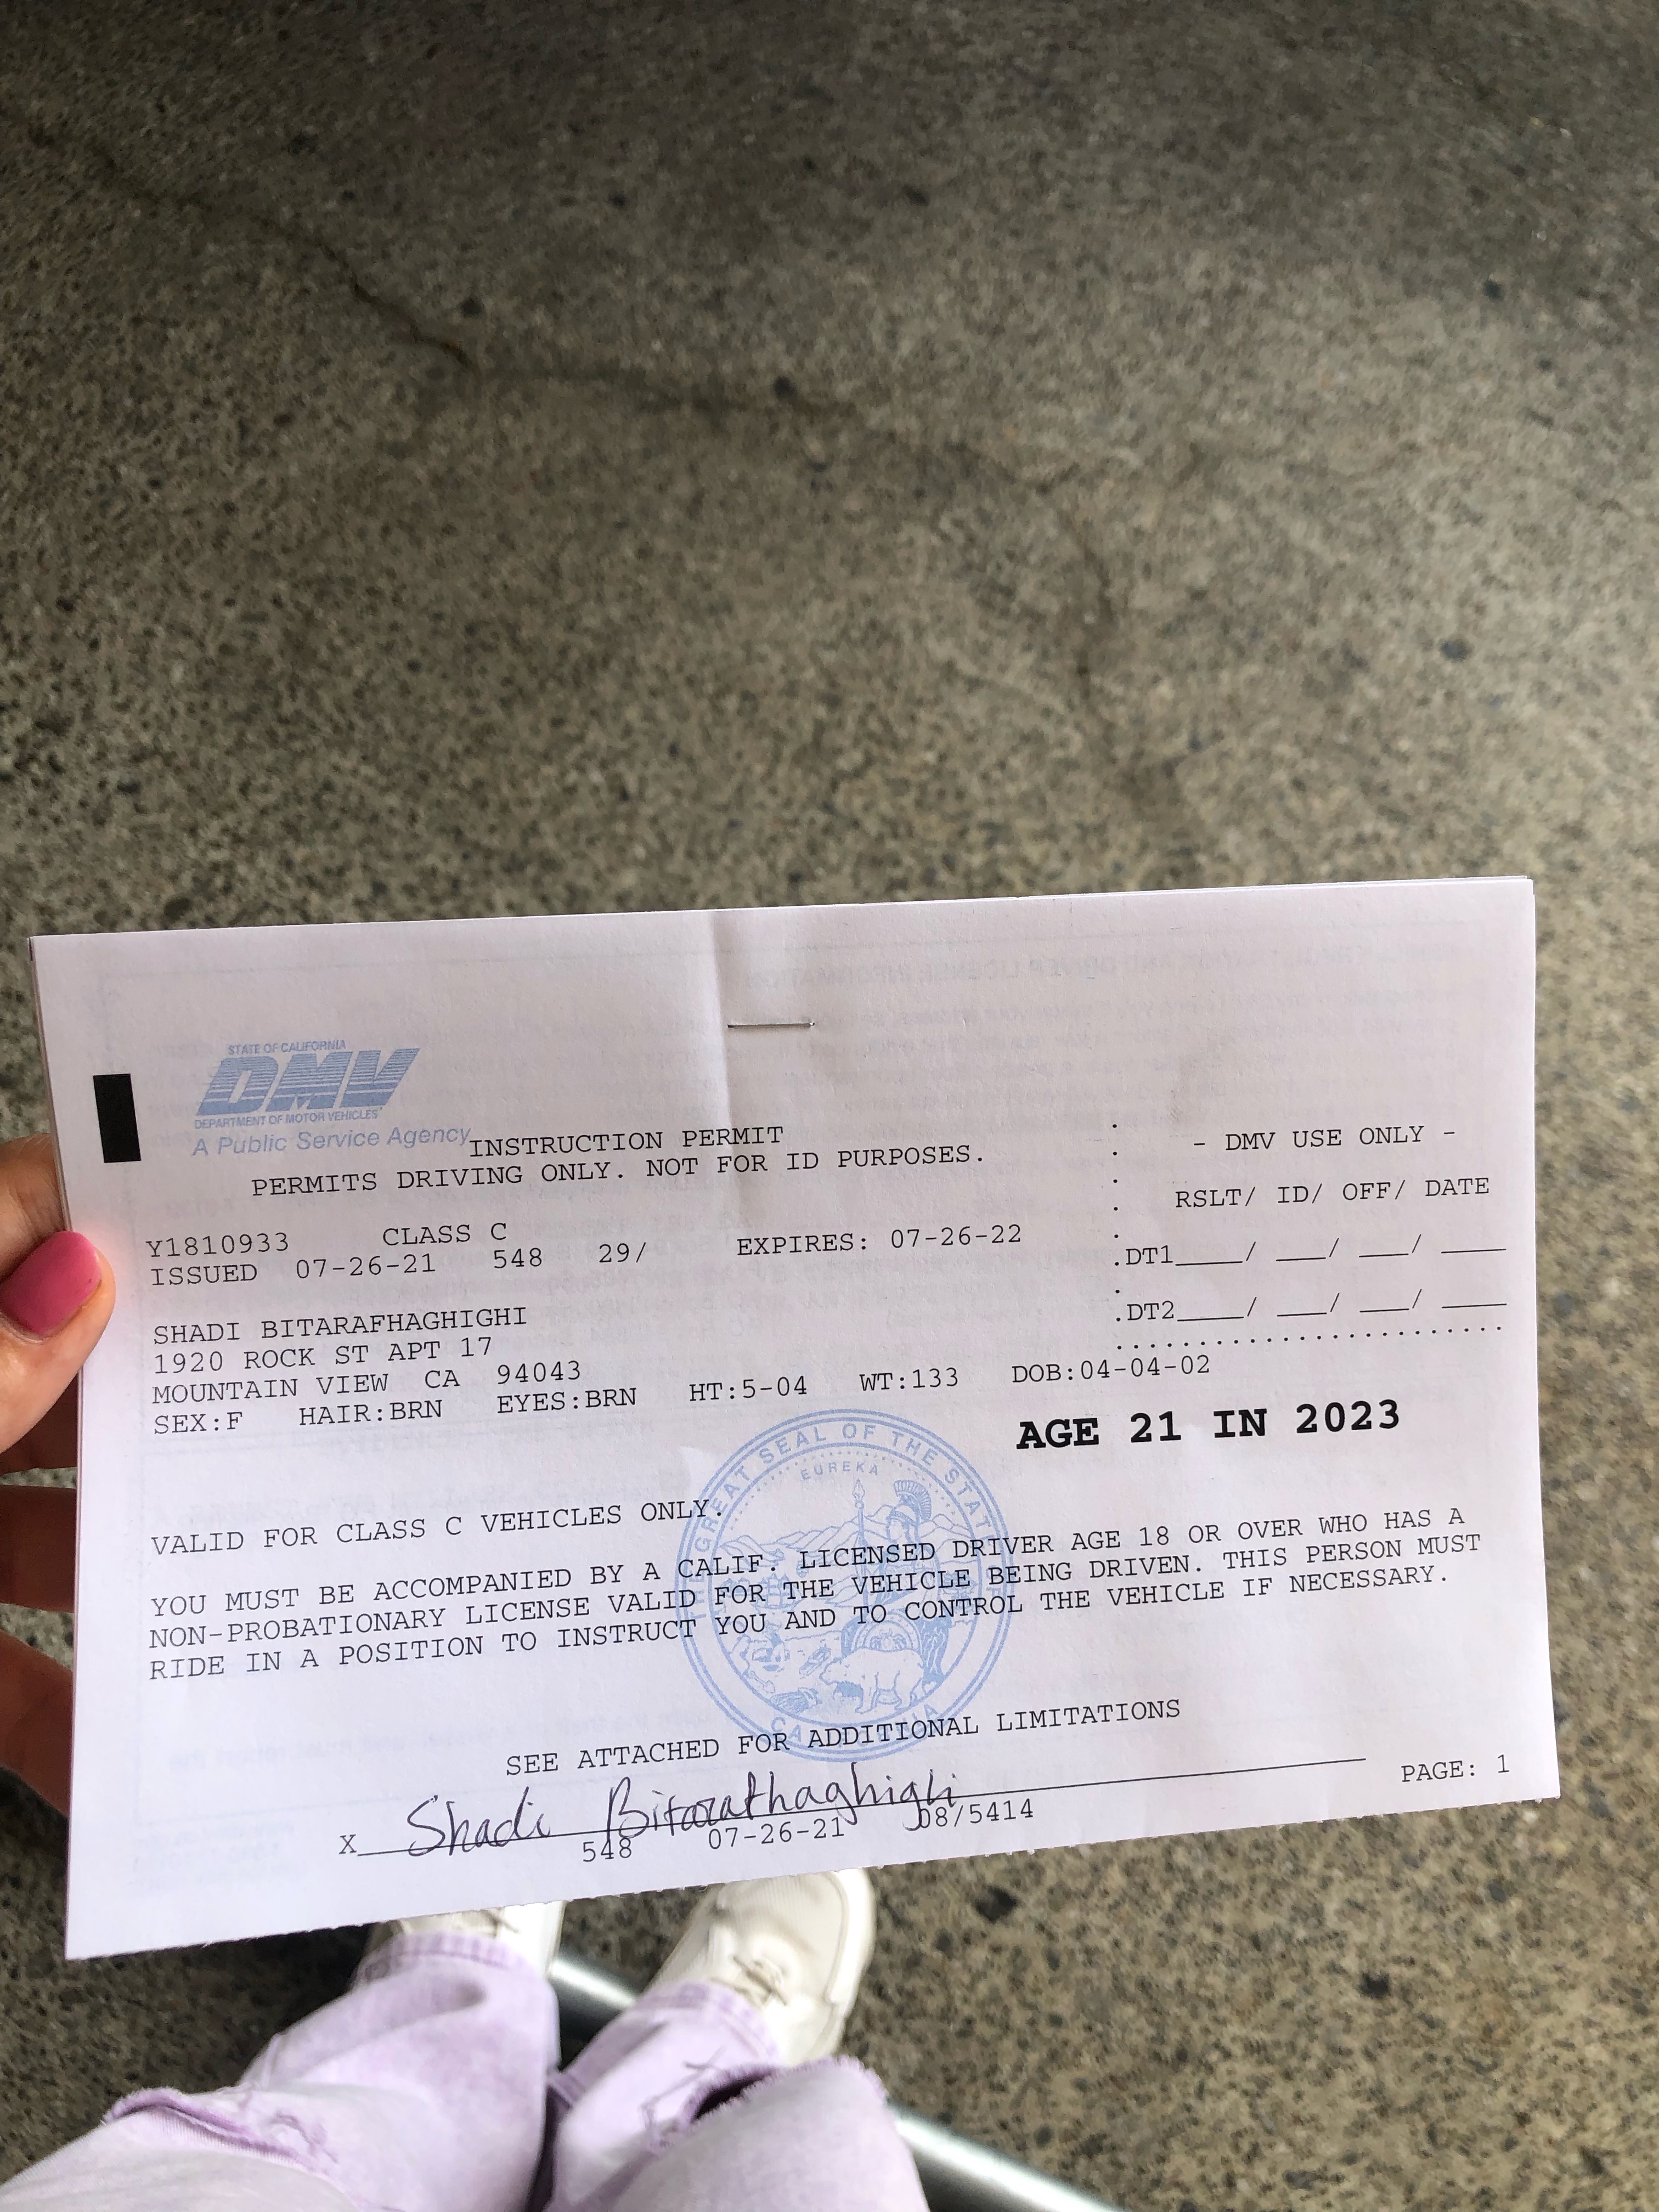 STATE OF CALIFORNIA
DMV
DEPARTMENT OF MOTOR VEHICLES
A Public Service Agency
INSTRUCTION PERMIT
PERMITS DRIVING ONLY. NOT FOR ID PURPOSES.
Y1810933 CLASS C
ISSUED 07-26-21 548 29/ EXPIRES: 07-26-22
- DMV USE ONLY -
RSLT/ ID/ OFF/ DATE
DT1____/ ___/ ___/ ____
DT2____/ ___/ ___/ ____
SHADI BITARAFHAGHIGHI
1920 ROCK ST APT 17
MOUNTAIN VIEW CA 94043
SEX:F HAIR:BRN EYES:BRN HT:5-04 WT:133 DOB:04-04-02
AGE 21 IN 2023
GREAT SEAL OF THE STATE
EUREKA
VALID FOR CLASS C VEHICLES ONLY.
YOU MUST BE ACCOMPANIED BY A CALIF. LICENSED DRIVER AGE 18 OR OVER WHO HAS A
NON-PROBATIONARY LICENSE VALID FOR THE VEHICLE BEING DRIVEN. THIS PERSON MUST
RIDE IN A POSITION TO INSTRUCT YOU AND TO CONTROL THE VEHICLE IF NECESSARY.
SEE ATTACHED FOR ADDITIONAL LIMITATIONS
X Shadi Bitarafhaghighi
PAGE: 1
548 07-26-21 08/5414